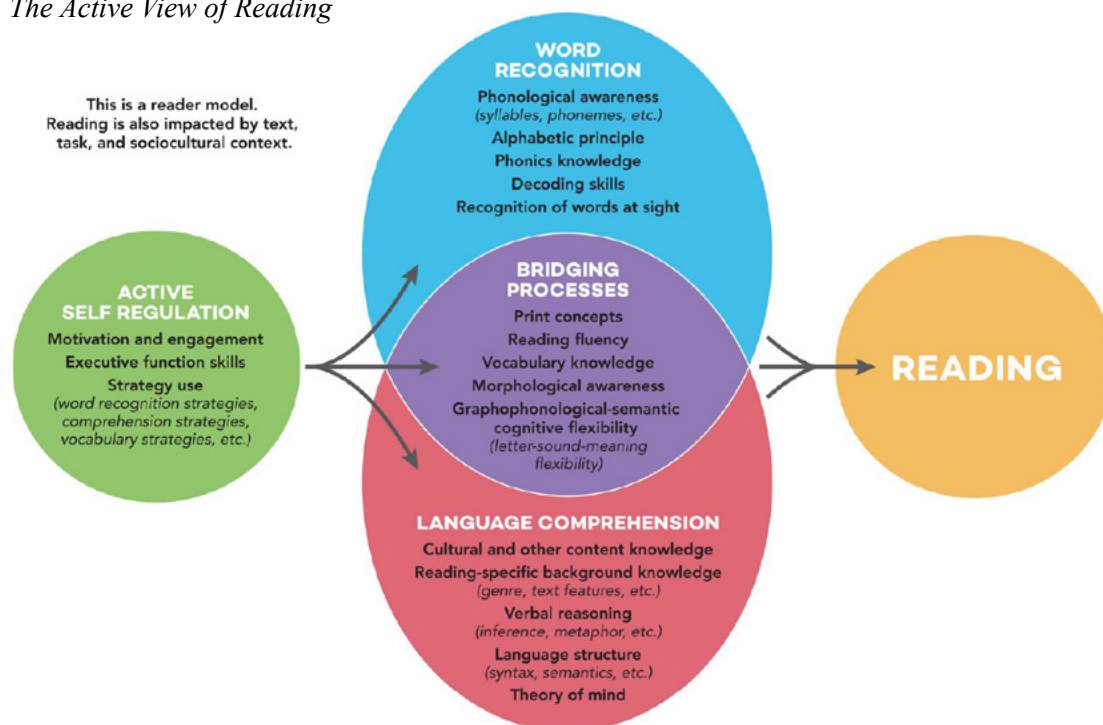 The Active View of Reading
This is a reader model.
Reading is also impacted by text,
task, and sociocultural context.
WORD
RECOGNITION
Phonological awareness
(syllables, phonemes, etc.)
Alphabetic principle
Phonics knowledge
Decoding skills
Recognition of words at sight
ACTIVE
SELF REGULATION
Motivation and engagement
Executive function skills
Strategy use
(word recognition strategies,
comprehension strategies,
vocabulary strategies, etc.)
BRIDGING
PROCESSES
Print concepts
Reading fluency
Vocabulary knowledge
Morphological awareness
Graphophonological-semantic
cognitive flexibility
(letter-sound-meaning
flexibility)
LANGUAGE COMPREHENSION
Cultural and other content knowledge
Reading-specific background knowledge
(genre, text features, etc.)
Verbal reasoning
(inference, metaphor, etc.)
Language structure
(syntax, semantics, etc.)
Theory of mind
READING